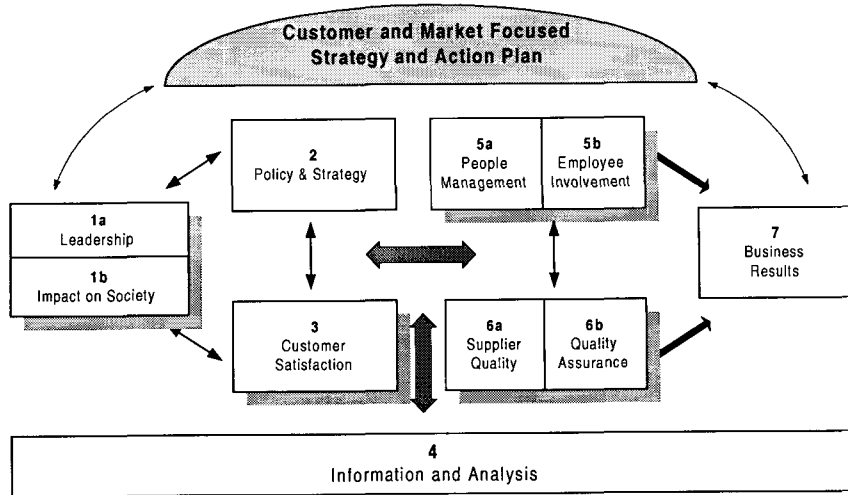 Customer and Market Focused
Strategy and Action Plan
2
Policy & Strategy
5a
People
Management
5b
Employee
Involvement
1a
Leadership
1b
Impact on Society
7
Business
Results
3
Customer
Satisfaction
6a
Supplier
Quality
6b
Quality
Assurance
4
Information and Analysis